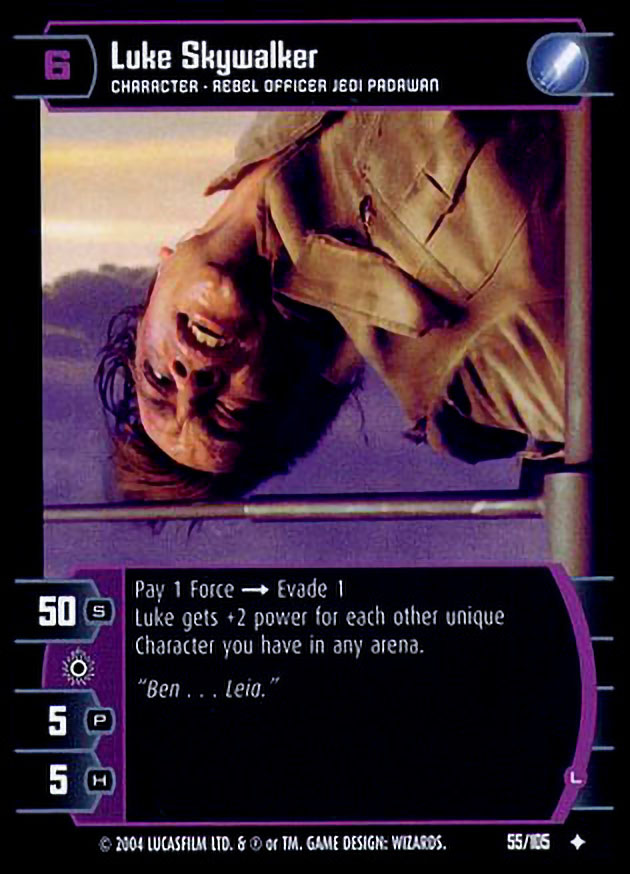 6
Luke Skywalker
CHARACTER · REBEL OFFICER JEDI PADAWAN
50 S
5 P
5 H
Pay 1 Force → Evade 1
Luke gets +2 power for each other unique
Character you have in any arena.
"Ben . . . Leia."
L
© 2004 LUCASFILM LTD. & ® or TM. GAME DESIGN: WIZARDS.
55/105